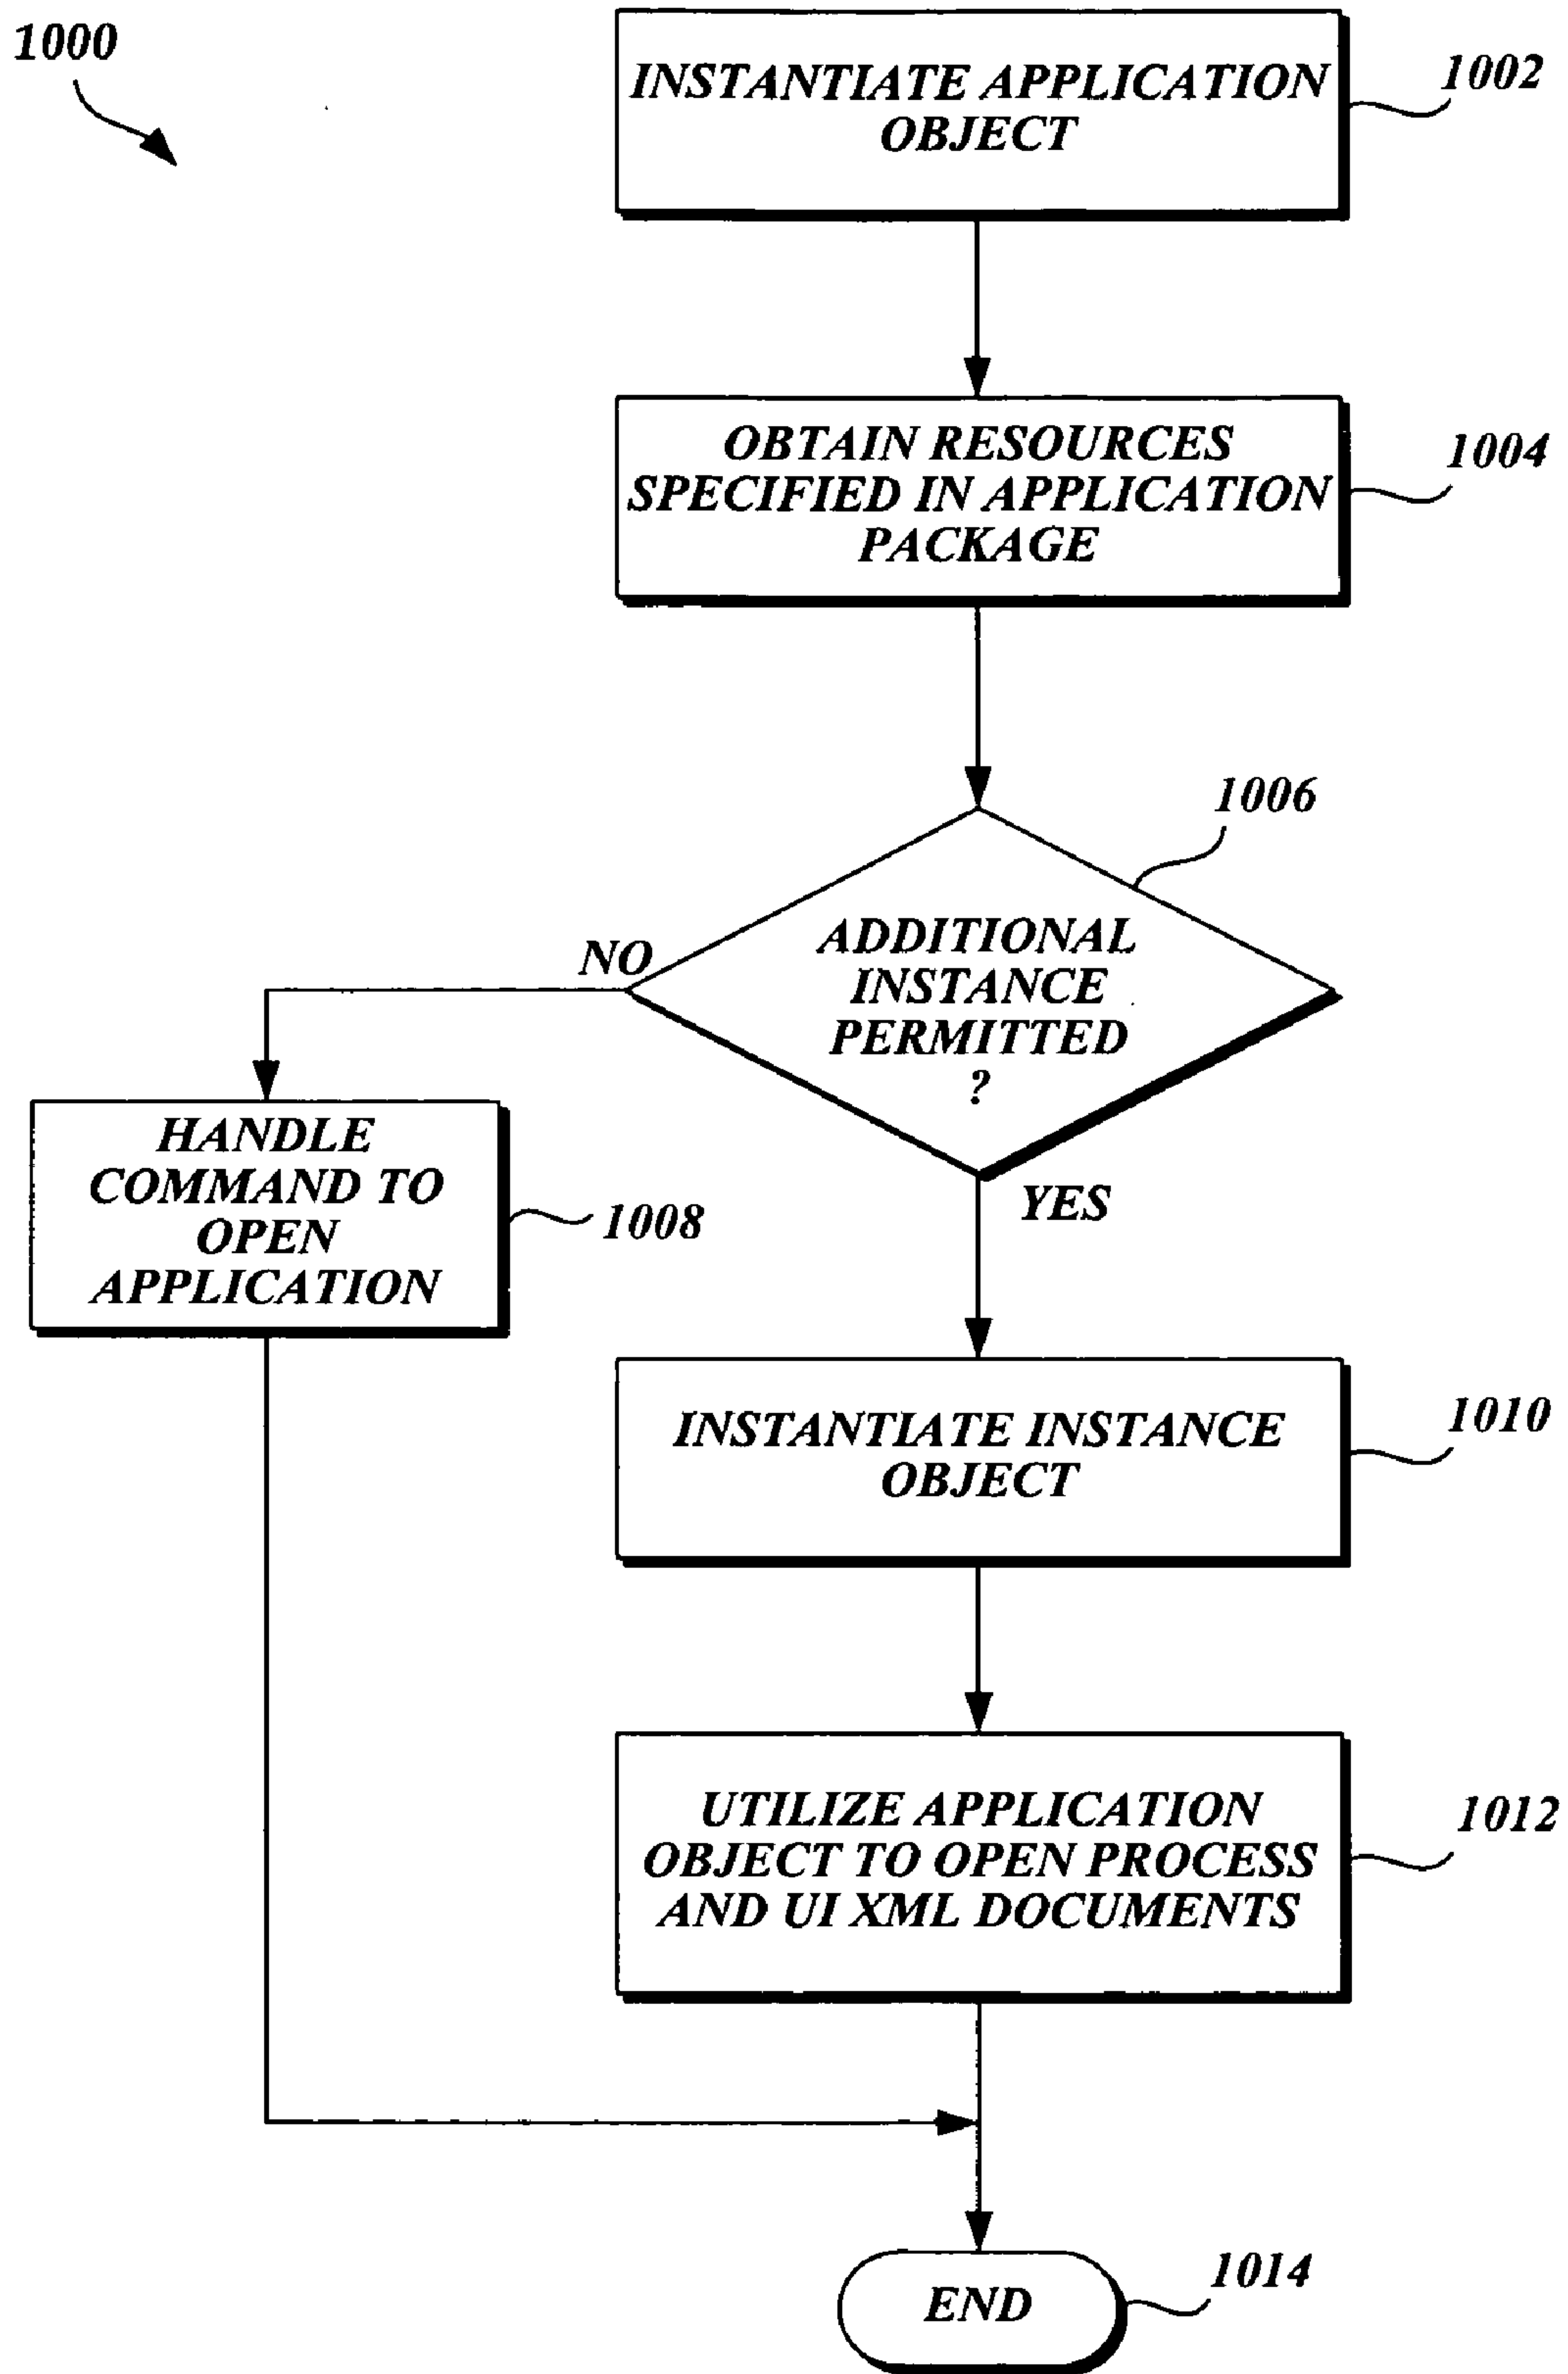 1000
INSTANTIATE APPLICATION
OBJECT
1002
OBTAIN RESOURCES
SPECIFIED IN APPLICATION
PACKAGE
1004
1006
ADDITIONAL
INSTANCE
PERMITTED
?
NO
YES
HANDLE
COMMAND TO
OPEN
APPLICATION
1008
INSTANTIATE INSTANCE
OBJECT
1010
UTILIZE APPLICATION
OBJECT TO OPEN PROCESS
AND UI XML DOCUMENTS
1012
END
1014